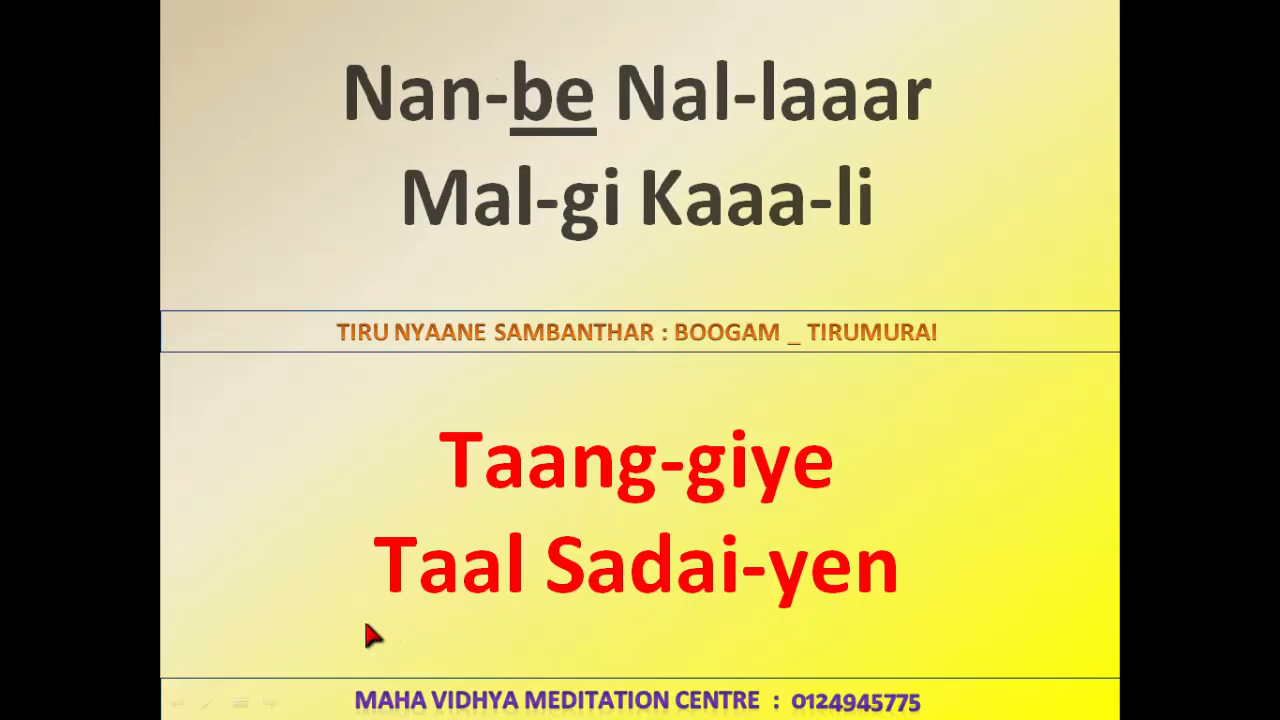 Nan-be Nal-laaar
Mal-gi Kaaa-li
TIRU NYAANE SAMBANTHAR : BOOGAM _ TIRUMURAI
Taang-giye
Taal Sadai-yen
MAHA VIDHYA MEDITATION CENTRE : 0124945775